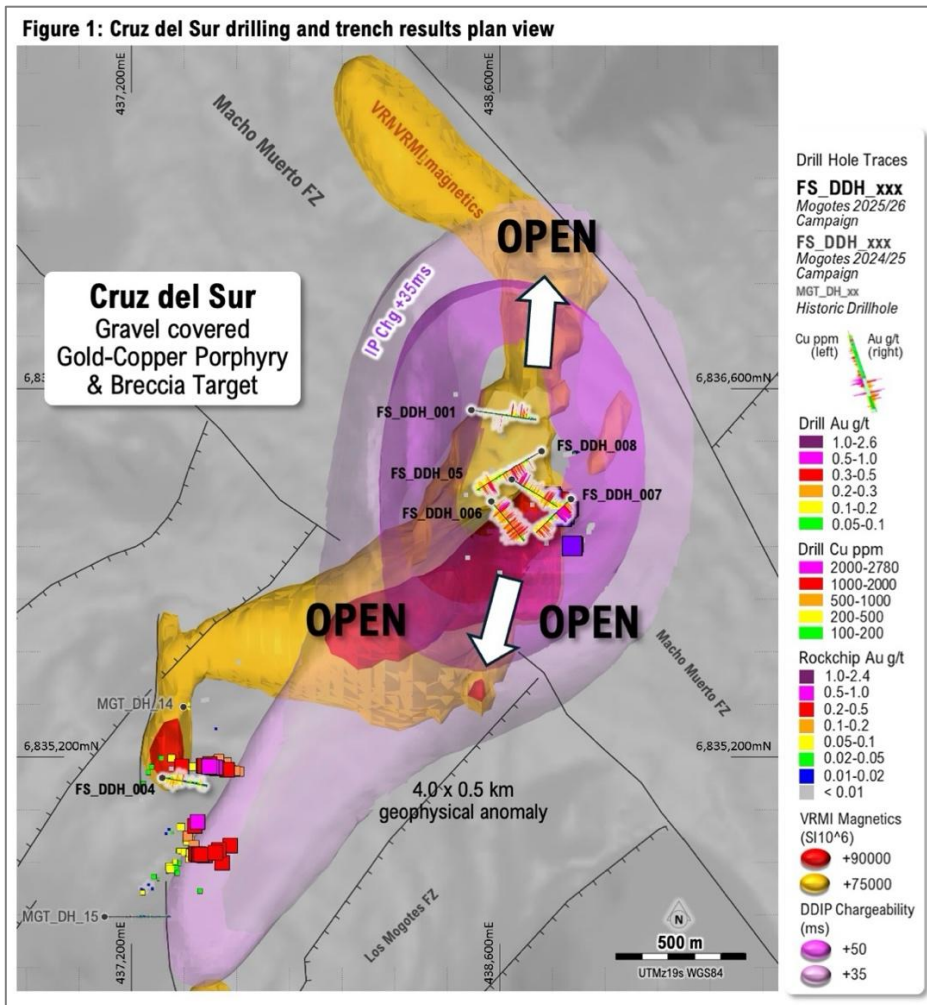 Figure 1: Cruz del Sur drilling and trench results plan view
437,200mE
438,600mE
Macho Muerto FZ
VRMI magnetics
OPEN
Cruz del Sur
Gravel covered
Gold-Copper Porphyry
& Breccia Target
IP Chg +35ms
6,83
6,836,600mN
FS_DDH_001
FS_DDH_008
FS_DDH_05
FS_DDH_007
FS_DDH_006
OPEN
OPEN
Macho Muerto FZ
MGT_DH_14
6,835,200mN
6,835,200mN
FS_DDH_004
4.0 x 0.5 km
geophysical anomaly
MGT_DH_15
Los Mogotes FZ
437,200mE
438,600mE
N
500 m
UTMz19s WGS84
Drill Hole Traces
FS_DDH_xxx
Mogotes 2025/26
Campaign
FS_DDH_xxx
Mogotes 2024/25
Campaign
MGT_DH_xx
Historic Drillhole
Cu ppm
(left)
Au g/t
(right)
Drill Au g/t
1.0-2.6
0.5-1.0
0.3-0.5
0.2-0.3
0.1-0.2
0.05-0.1
Drill Cu ppm
2000-2780
1000-2000
500-1000
200-500
100-200
Rockchip Au g/t
1.0-2.4
0.5-1.0
0.2-0.5
0.1-0.2
0.05-0.1
0.02-0.05
0.01-0.02
< 0.01
VRMI Magnetics
(SI10^6)
+90000
+75000
DDIP Chargeability
(ms)
+50
+35